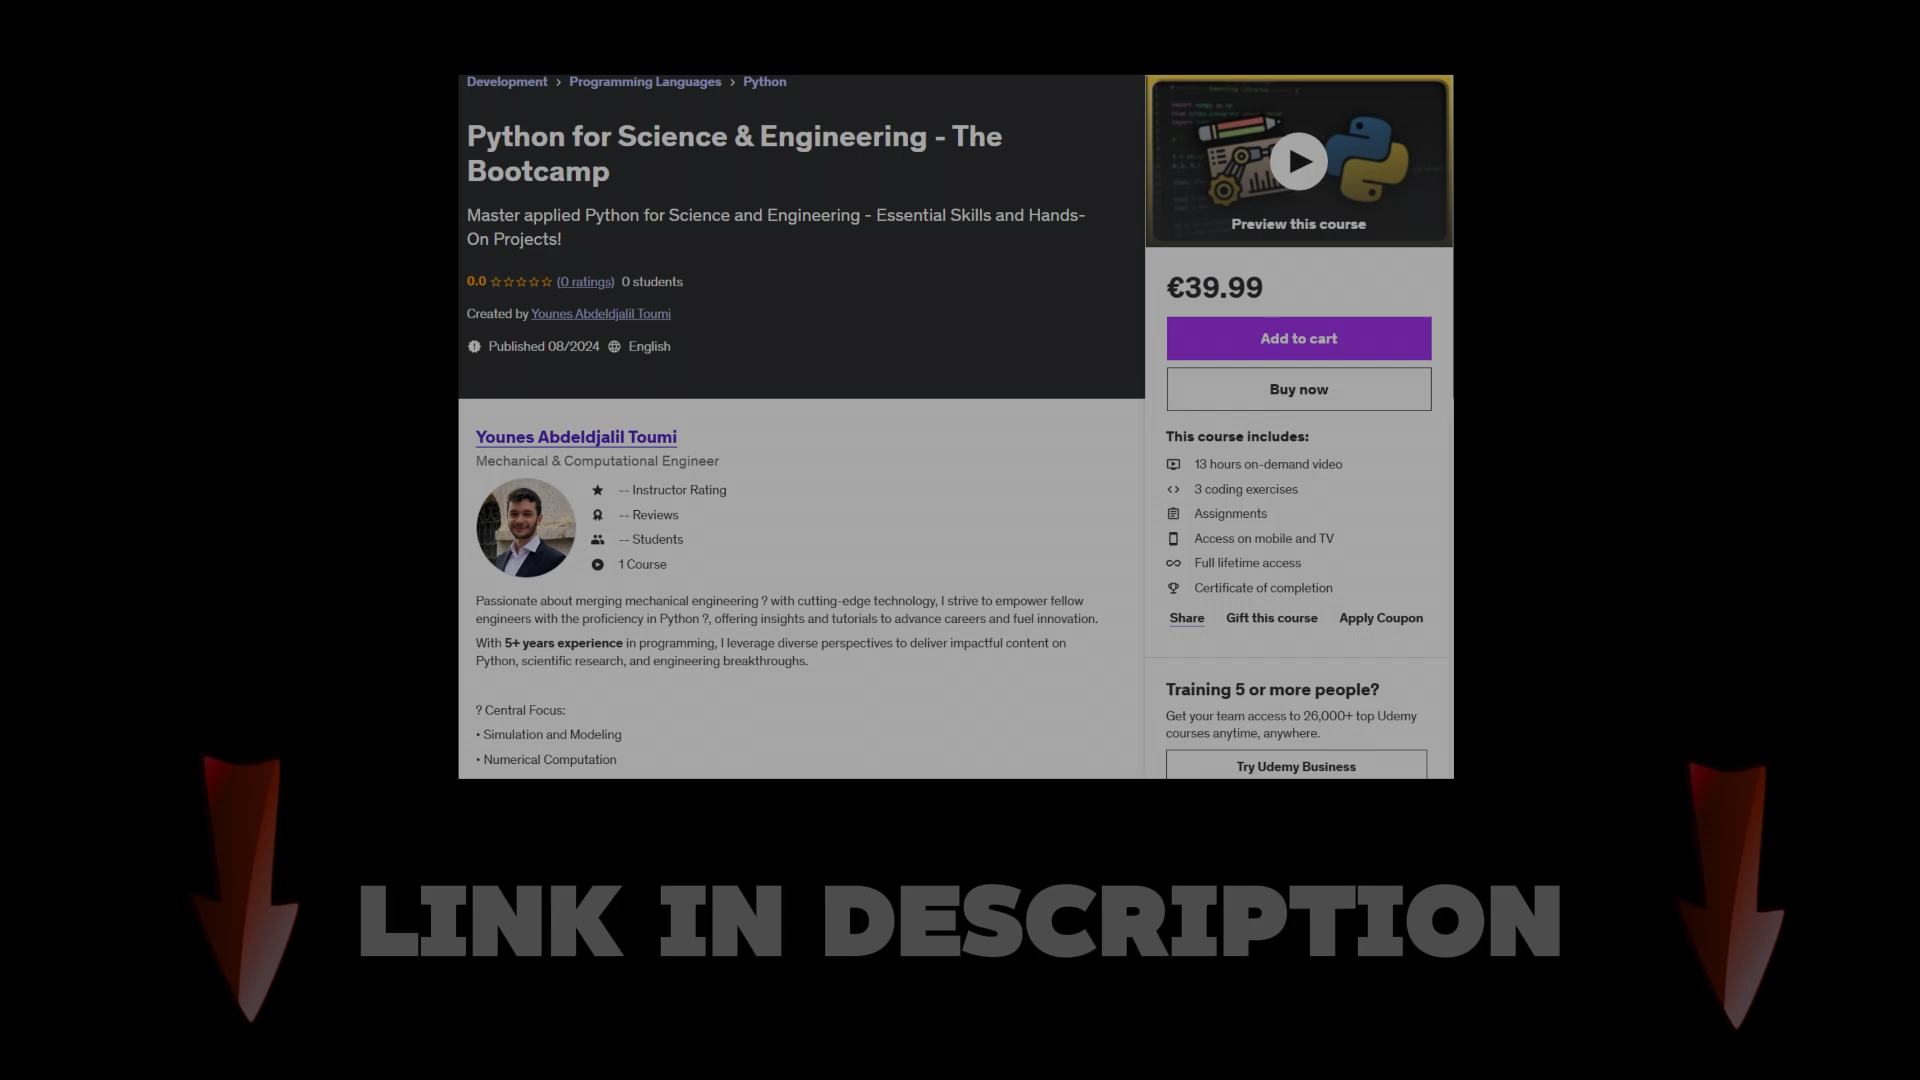 Development › Programming Languages › Python
Python for Science & Engineering - The
Bootcamp
Master applied Python for Science and Engineering - Essential Skills and Hands-
On Projects!
0.0 (0 ratings) 0 students
Created by Younes Abdeldjalil Toumi
Published 08/2024 English
Preview this course
€39.99
Add to cart
Buy now
This course includes:
13 hours on-demand video
3 coding exercises
Assignments
Access on mobile and TV
Full lifetime access
Certificate of completion
Share Gift this course Apply Coupon
Training 5 or more people?
Get your team access to 26,000+ top Udemy
courses anytime, anywhere.
Try Udemy Business
Younes Abdeldjalil Toumi
Mechanical & Computational Engineer
-- Instructor Rating
-- Reviews
-- Students
1 Course
Passionate about merging mechanical engineering ? with cutting-edge technology, I strive to empower fellow
engineers with the proficiency in Python ?, offering insights and tutorials to advance careers and fuel innovation.
With 5+ years experience in programming, I leverage diverse perspectives to deliver impactful content on
Python, scientific research, and engineering breakthroughs.
? Central Focus:
• Simulation and Modeling
• Numerical Computation
LINK IN DESCRIPTION